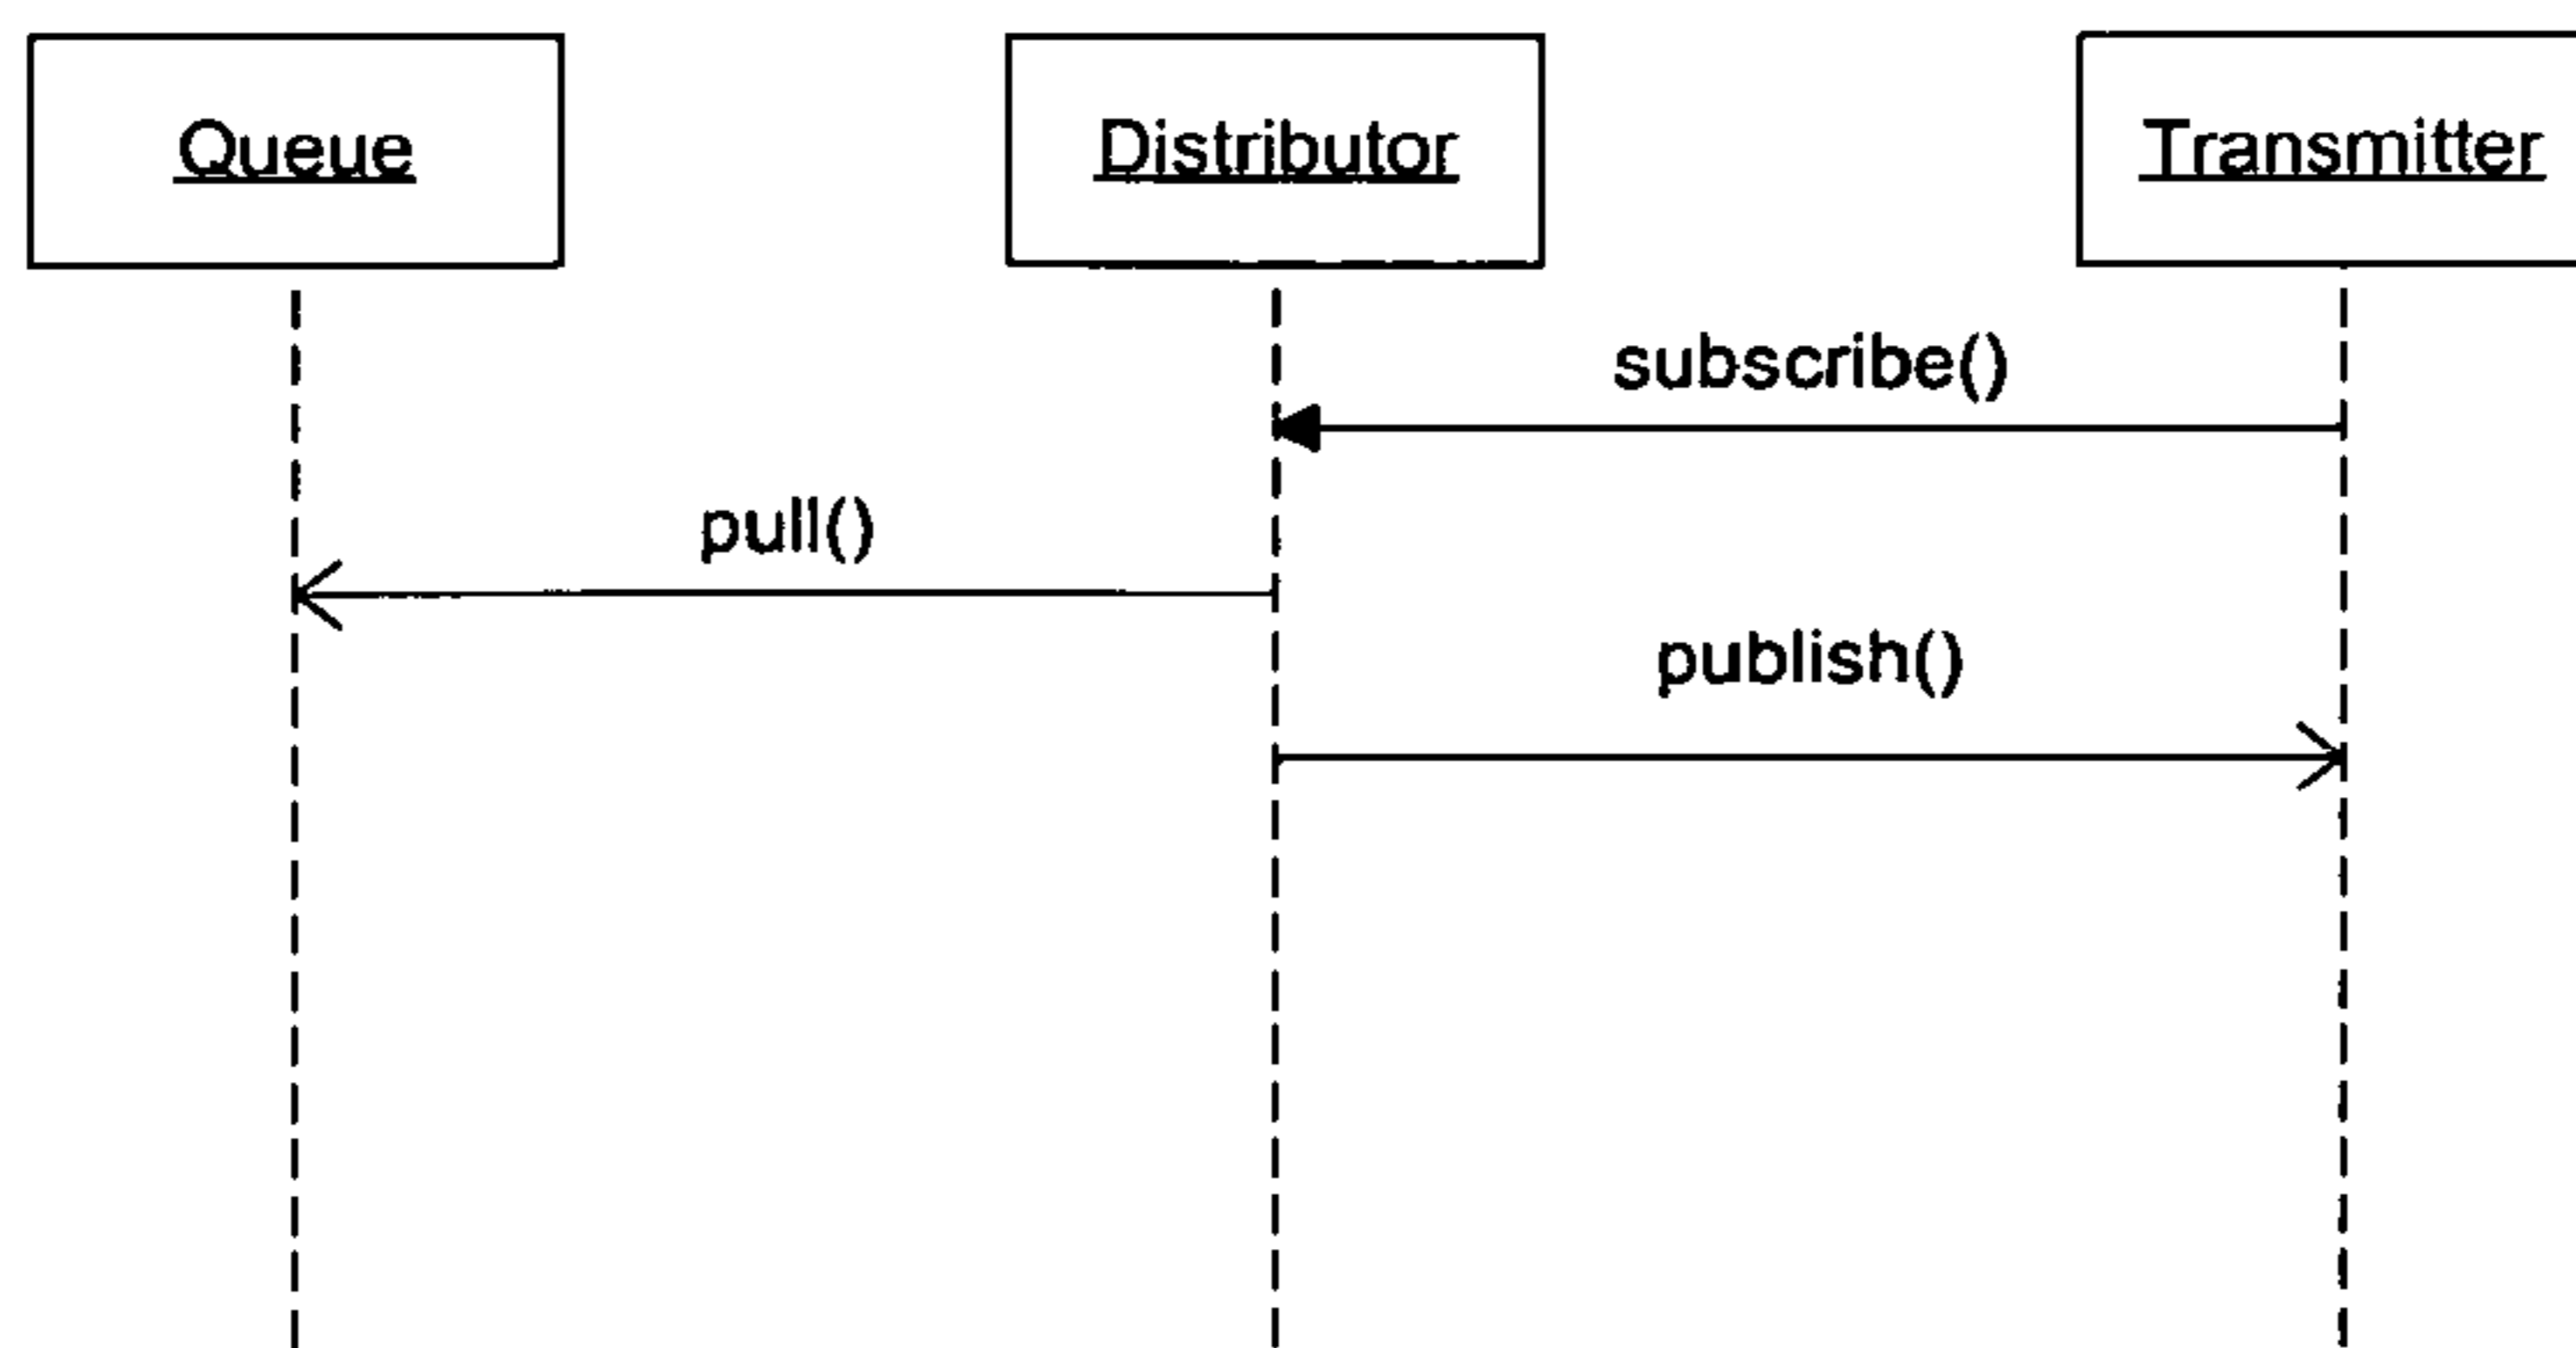 Queue
Distributor
Transmitter
subscribe()
pull()
publish()